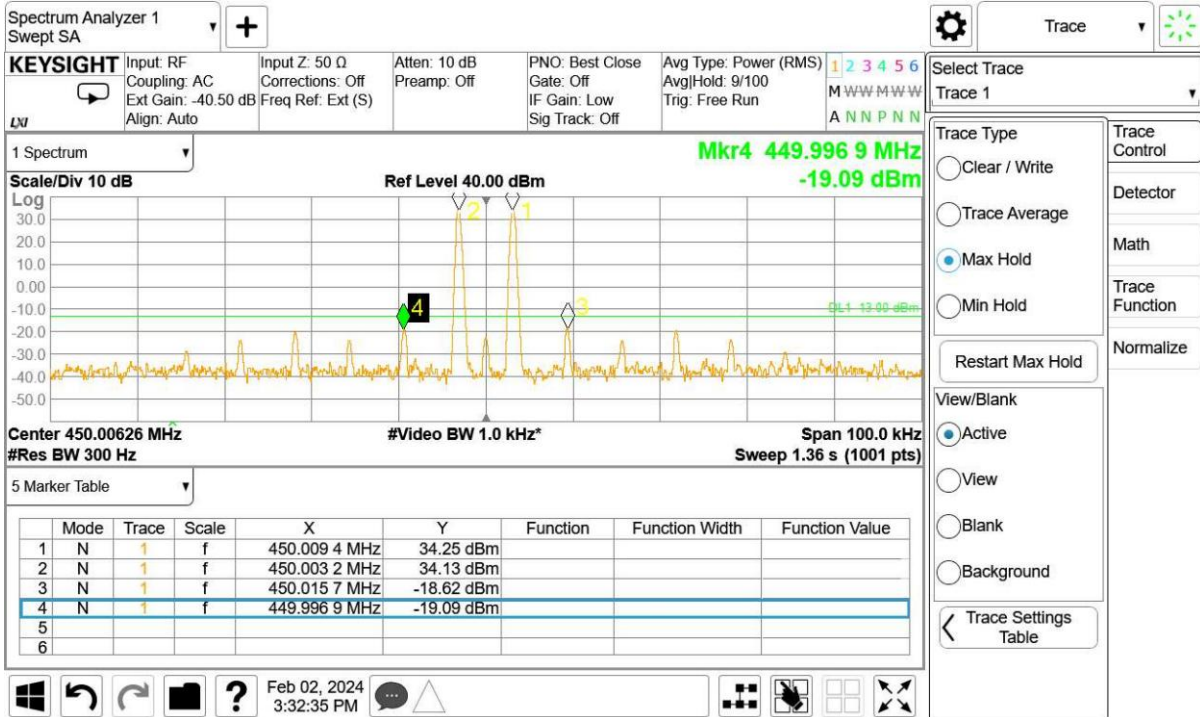 Spectrum Analyzer 1
Swept SA
+
Trace
KEYSIGHT
LXI
Input: RF
Coupling: AC
Ext Gain: -40.50 dB
Align: Auto
Input Z: 50 Ω
Corrections: Off
Freq Ref: Ext (S)
Atten: 10 dB
Preamp: Off
PNO: Best Close
Gate: Off
IF Gain: Low
Sig Track: Off
Avg Type: Power (RMS)
Avg|Hold: 9/100
Trig: Free Run
1 2 3 4 5 6
M W W M W W
A N N P N N
1 Spectrum
Mkr4 449.996 9 MHz
-19.09 dBm
Scale/Div 10 dB
Ref Level 40.00 dBm
Log
30.0
20.0
10.0
0.00
-10.0
-20.0
-30.0
-40.0
-50.0
2
1
4
3
DL1 -13.00 dBm
Center 450.00626 MHz
#Video BW 1.0 kHz*
Span 100.0 kHz
#Res BW 300 Hz
Sweep 1.36 s (1001 pts)
5 Marker Table
Mode Trace Scale X Y Function Function Width Function Value
1 N 1 f 450.009 4 MHz 34.25 dBm
2 N 1 f 450.003 2 MHz 34.13 dBm
3 N 1 f 450.015 7 MHz -18.62 dBm
4 N 1 f 449.996 9 MHz -19.09 dBm
5
6
?
Feb 02, 2024
3:32:35 PM
Select Trace
Trace 1
Trace Type
Clear / Write
Trace Average
Max Hold
Min Hold
Restart Max Hold
View/Blank
Active
View
Blank
Background
Trace Settings
Table
Trace
Control
Detector
Math
Trace
Function
Normalize